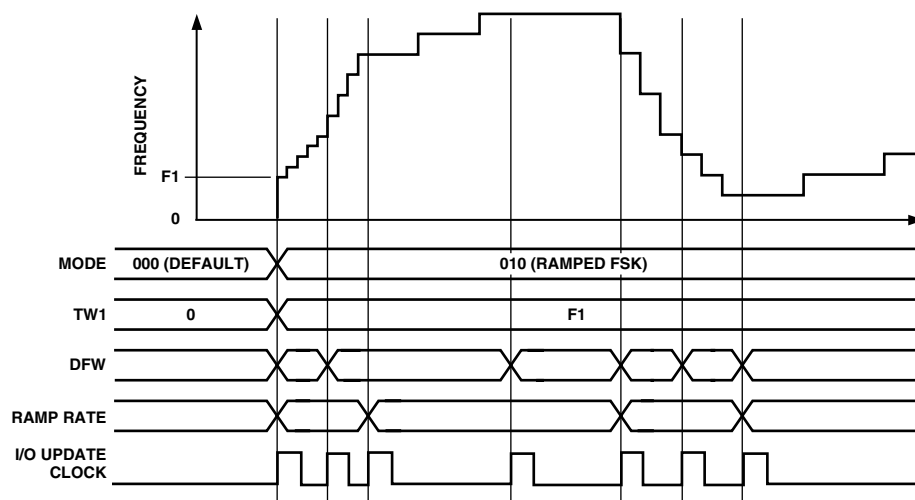 FREQUENCY
F1
0
MODE
000 (DEFAULT)
010 (RAMPED FSK)
TW1
0
F1
DFW
RAMP RATE
I/O UPDATE
CLOCK